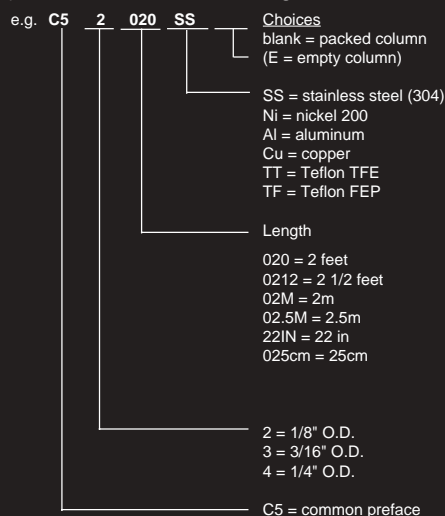 e.g. C5 2 020 SS Choices
blank = packed column
(E = empty column)
SS = stainless steel (304)
Ni = nickel 200
Al = aluminum
Cu = copper
TT = Teflon TFE
TF = Teflon FEP
Length
020 = 2 feet
0212 = 2 1/2 feet
02M = 2m
02.5M = 2.5m
22IN = 22 in
025cm = 25cm
2 = 1/8" O.D.
3 = 3/16" O.D.
4 = 1/4" O.D.
C5 = common preface